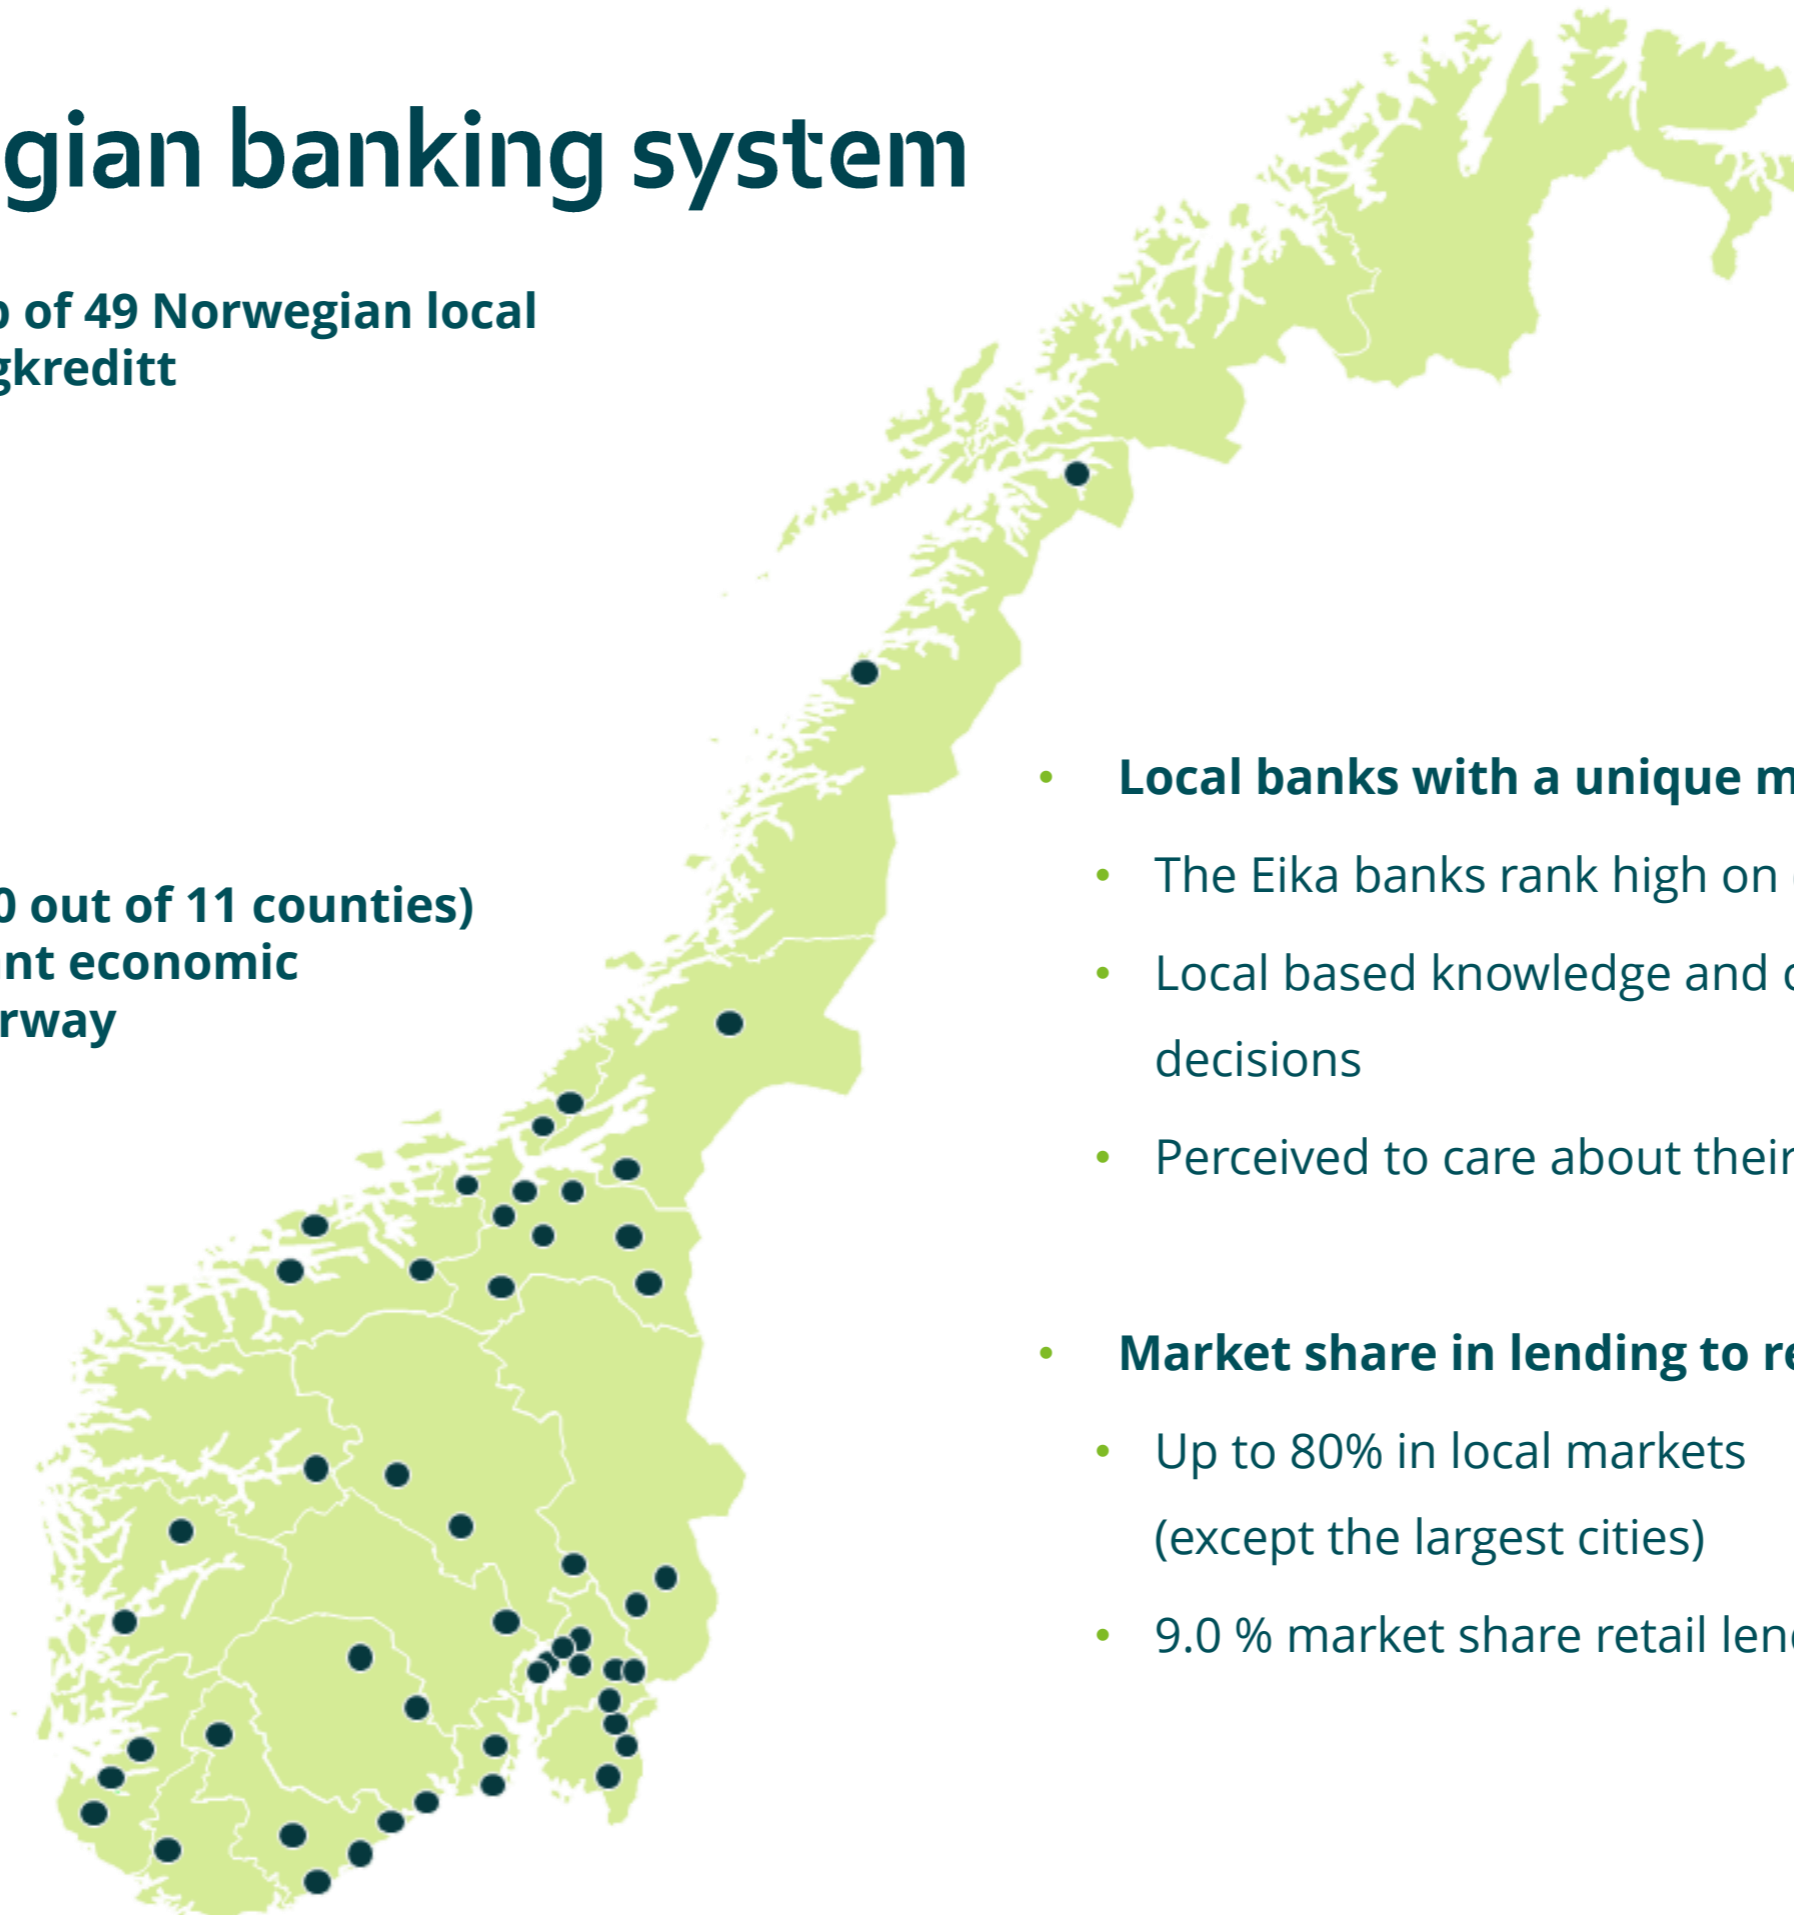 gian banking system
of 49 Norwegian local
gkreditt
0 out of 11 counties)
nt economic
rway
• Local banks with a unique m
• The Eika banks rank high on
• Local based knowledge and
decisions
• Perceived to care about their
• Market share in lending to re
• Up to 80% in local markets
(except the largest cities)
• 9.0 % market share retail len